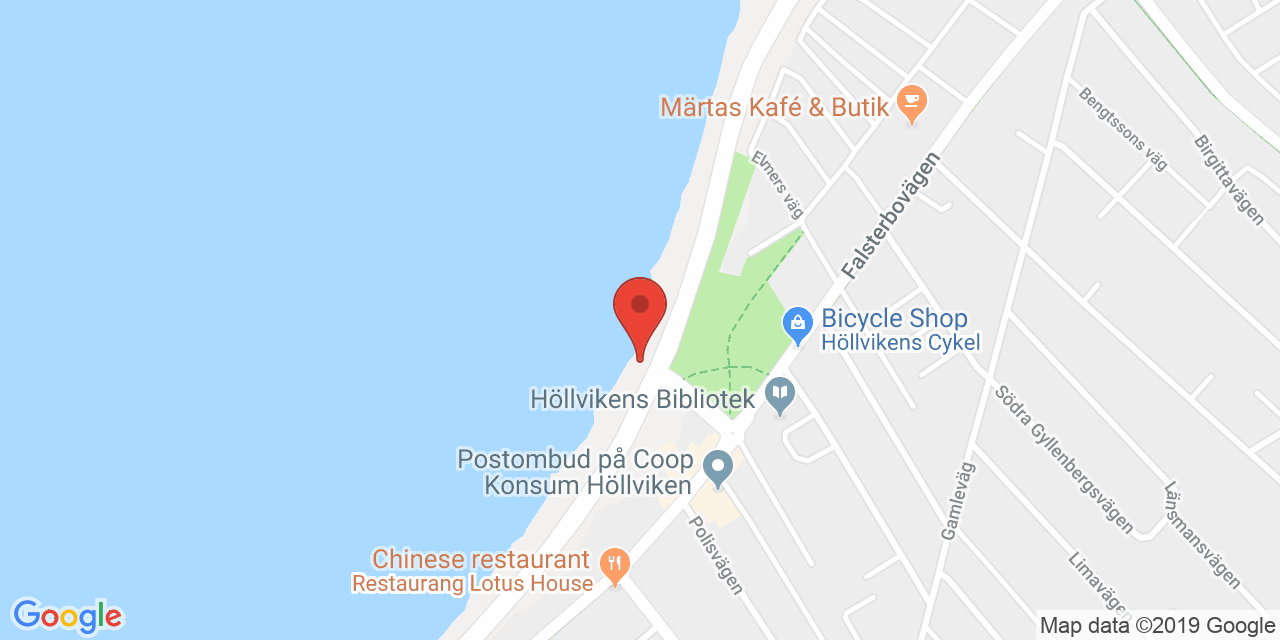 Märtas Kafé & Butik
Bengtssons väg
Birgittavägen
Elmers väg
Falsterbovägen
Bicycle Shop
Höllvikens Cykel
Höllvikens Bibliotek
Södra Gyllenbergsvägen
Postombud på Coop
Konsum Höllviken
Gamleväg
Länsmansvägen
Polisvägen
Chinese restaurant
Restaurang Lotus House
Limavägen
Google
Map data ©2019 Google